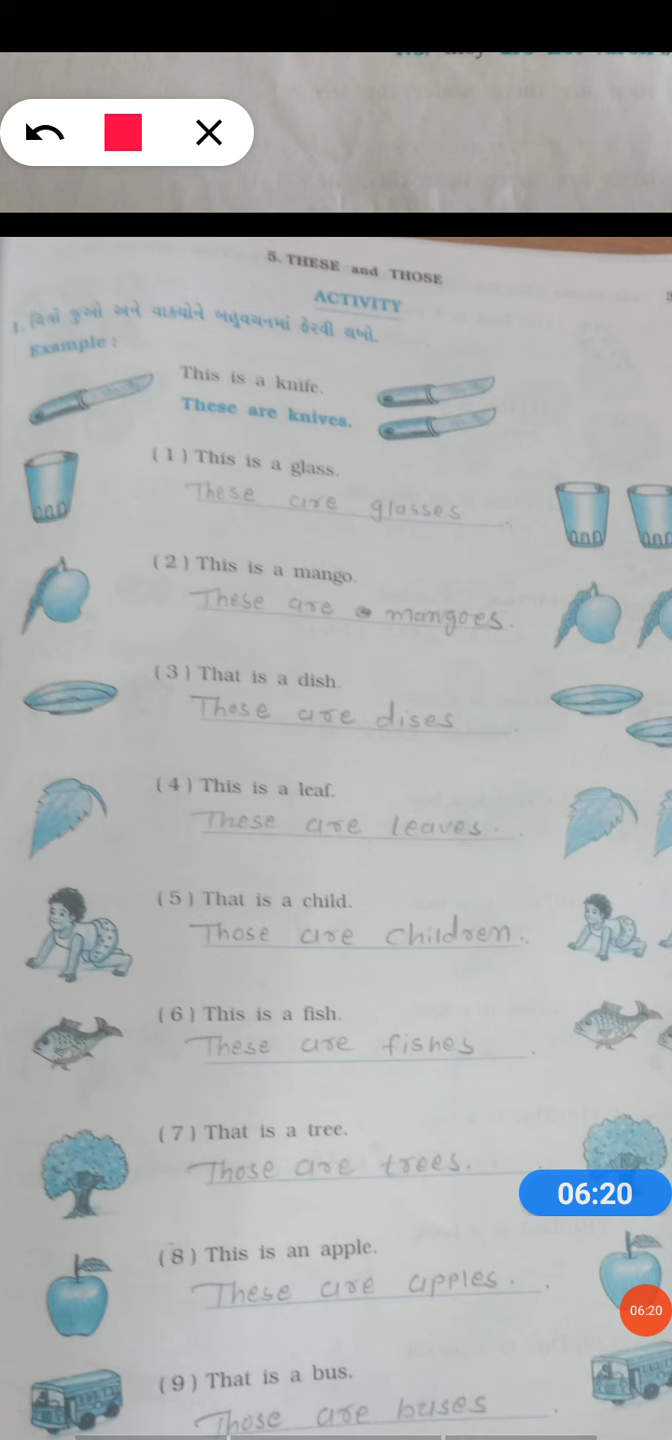 5. THESE and THOSE
ACTIVITY
1. ચિત્રો જુઓ અને વાક્યોને બહુવચનમાં ફેરવી લખો.
Example :
This is a knife.
These are knives.
(1) This is a glass.
These are glasses
(2) This is a mango.
These are mangoes.
(3) That is a dish.
Those are dises
(4) This is a leaf.
These are leaves.
(5) That is a child.
Those are children.
(6) This is a fish.
These are fishes
(7) That is a tree.
Those are trees.
06:20
(8) This is an apple.
These are apples.
06:20
(9) That is a bus.
Those are buses